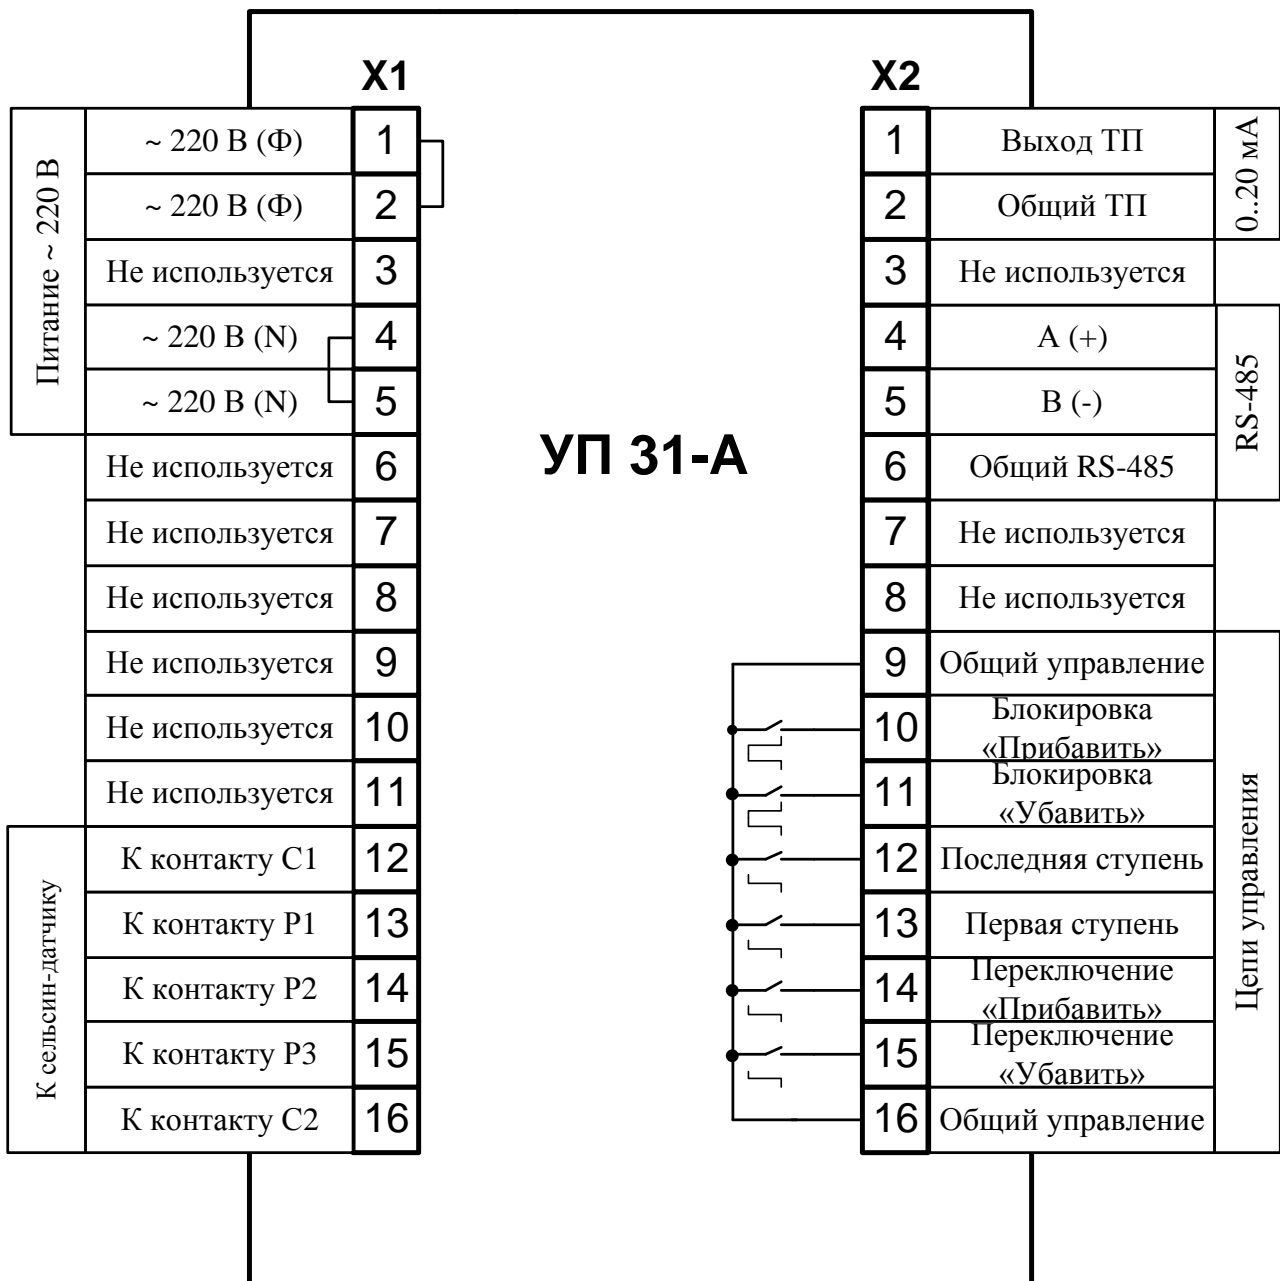 X1
Питание ~ 220 В
~ 220 В (Ф) 1
~ 220 В (Ф) 2
Не используется 3
~ 220 В (N) 4
~ 220 В (N) 5
Не используется 6
Не используется 7
Не используется 8
Не используется 9
Не используется 10
Не используется 11
К сельсин-датчику
К контакту С1 12
К контакту Р1 13
К контакту Р2 14
К контакту Р3 15
К контакту С2 16
УП 31-А
X2
1 Выход ТП
2 Общий ТП
0..20 мА
3 Не используется
4 А (+)
5 В (-)
6 Общий RS-485
RS-485
7 Не используется
8 Не используется
9 Общий управление
10 Блокировка
«Прибавить»
11 Блокировка
«Убавить»
12 Последняя ступень
13 Первая ступень
14 Переключение
«Прибавить»
15 Переключение
«Убавить»
16 Общий управление
Цепи управления